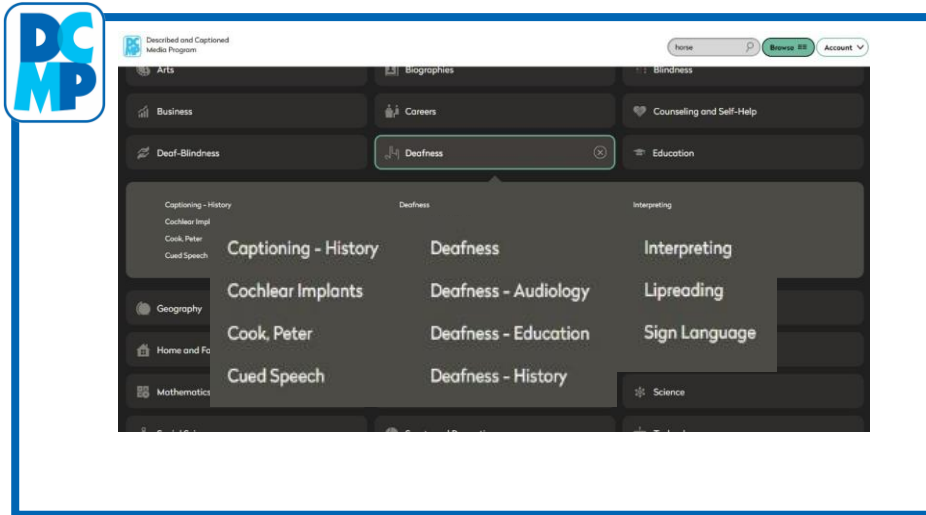 DC
MP
Described and Captioned
Media Program
horse
Browse
Account
Arts
Biographies
Blindness
Business
Careers
Counseling and Self-Help
Deaf-Blindness
Deafness
Education
Captioning - History
Deafness
Interpreting
Cochlear Impl
Cook, Peter
Cued Speech
Captioning - History
Deafness
Interpreting
Cochlear Implants
Deafness - Audiology
Lipreading
Cook, Peter
Deafness - Education
Sign Language
Cued Speech
Deafness - History
Geography
Home and Fa
Mathematics
Science